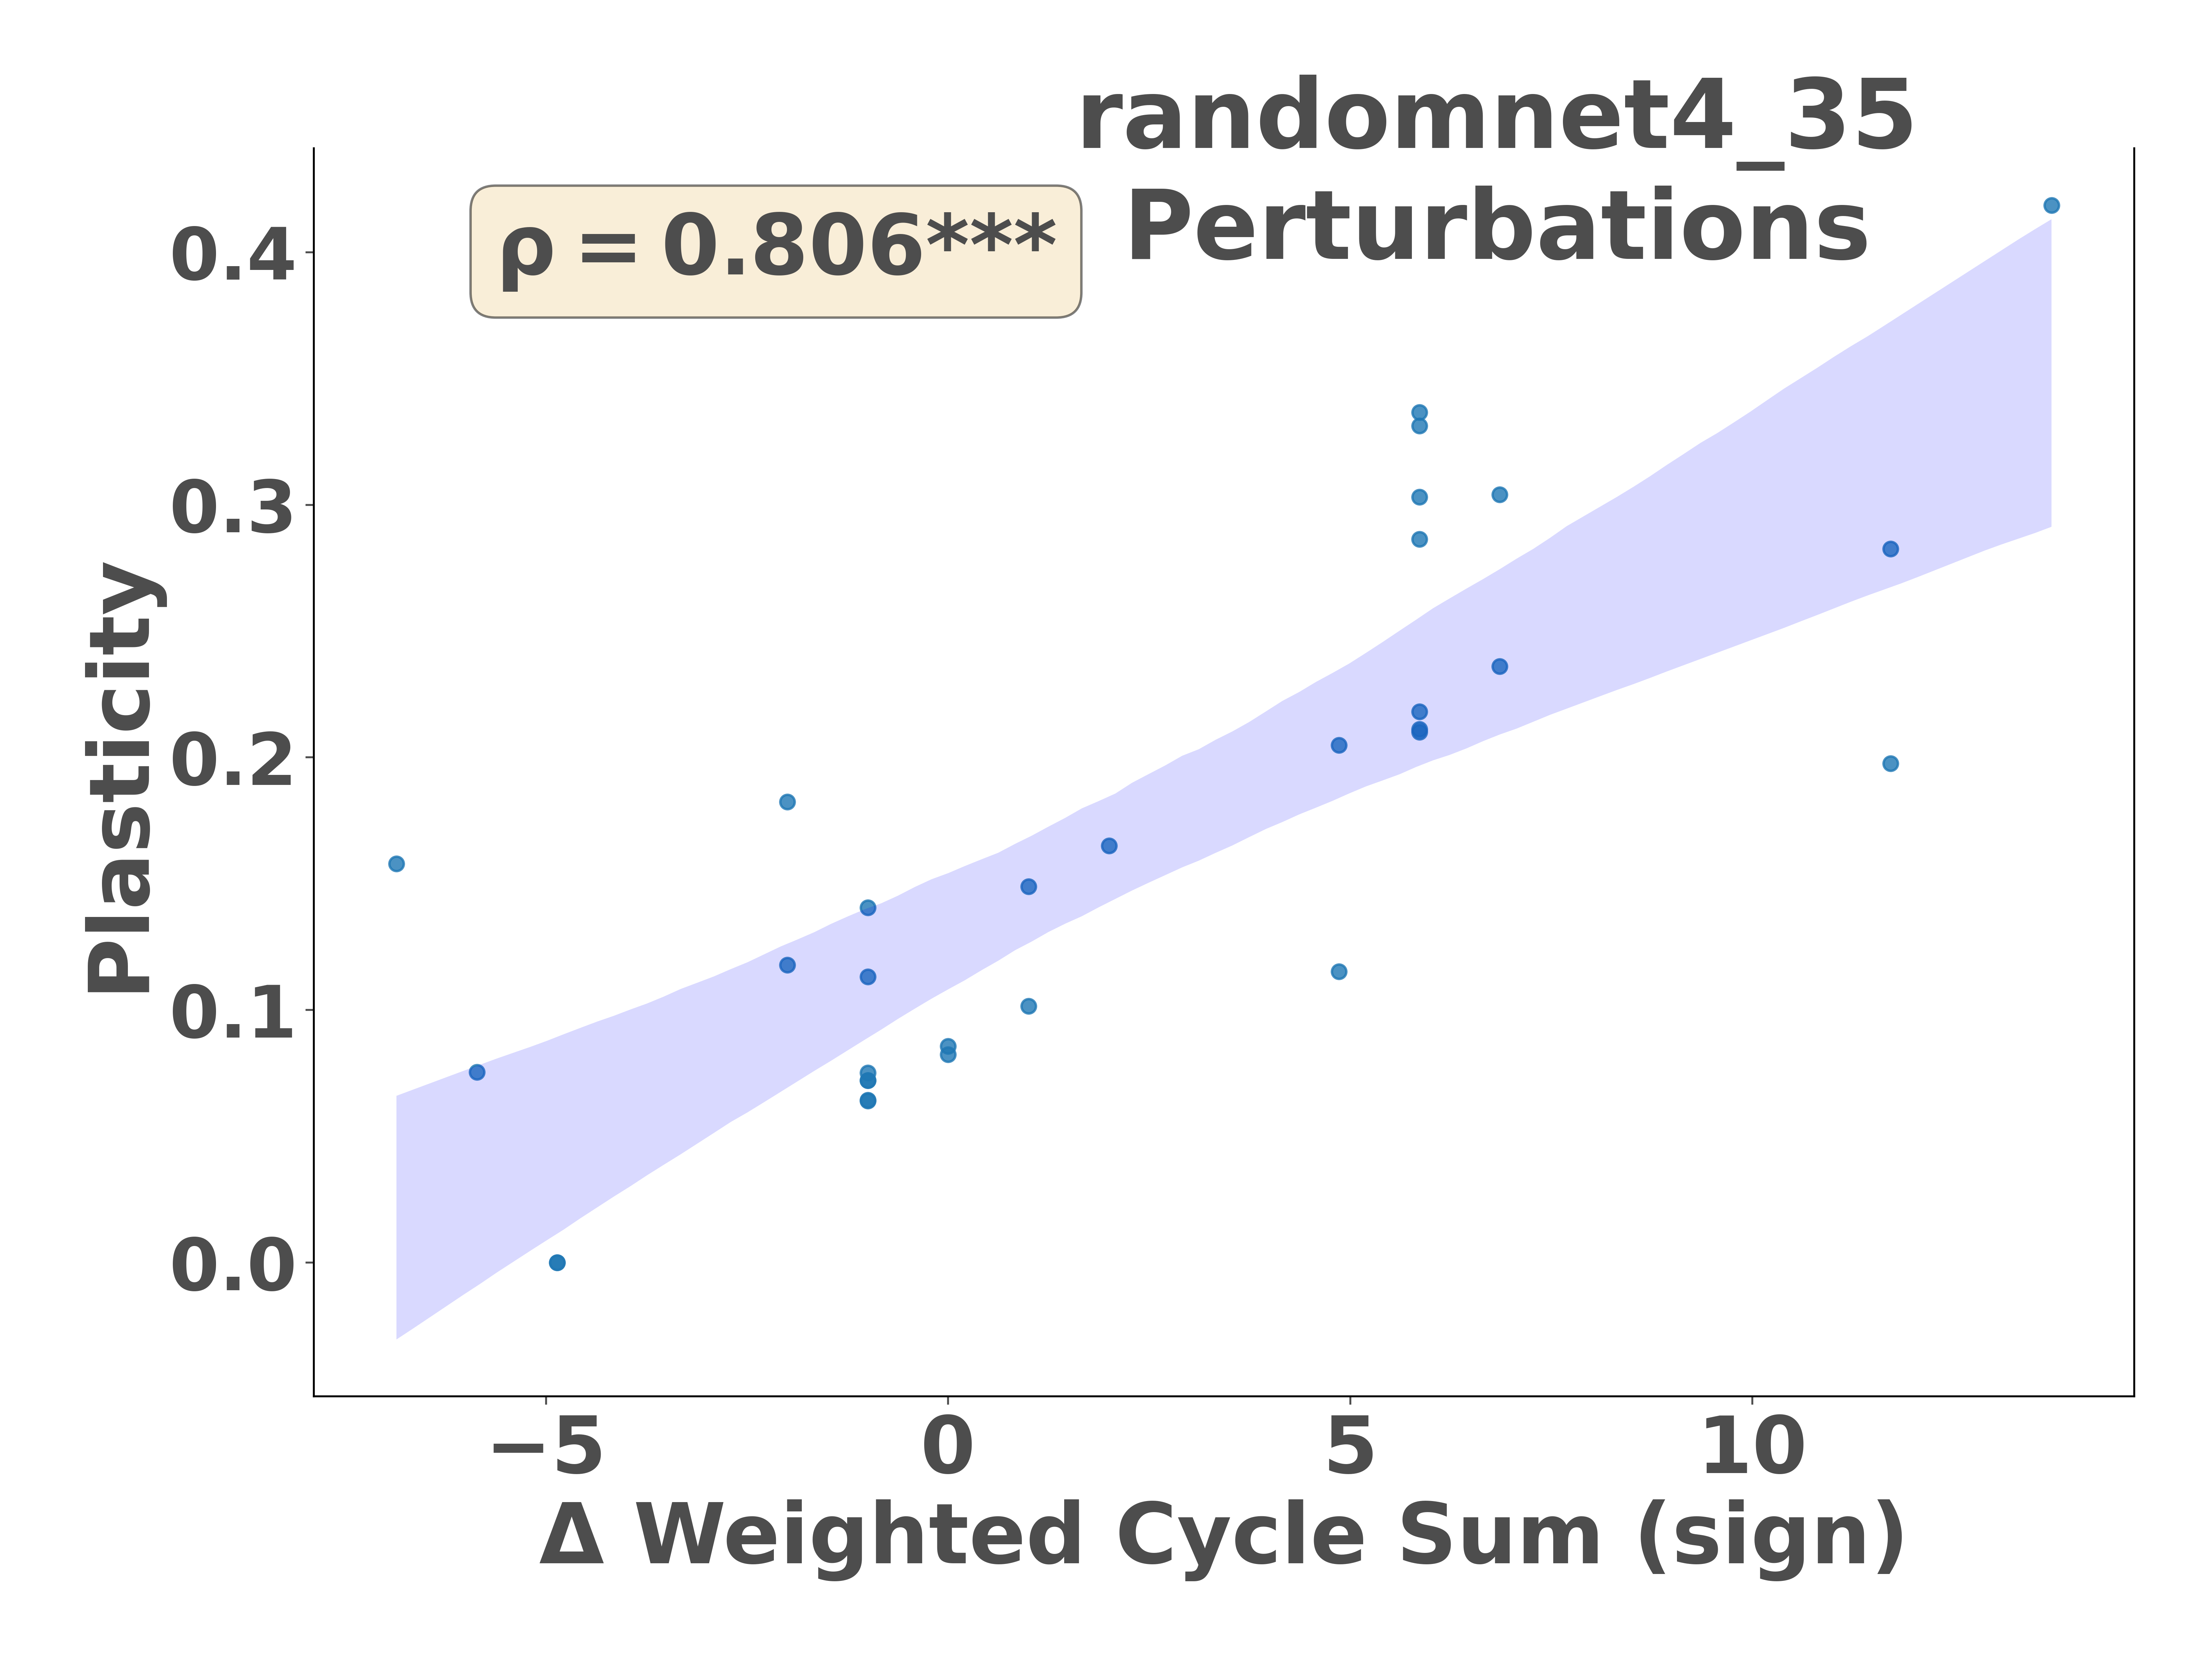 randomnet4_35
Perturbations
ρ = 0.806***
Plasticity
0.4
0.3
0.2
0.1
0.0
−5 0 5 10
Δ Weighted Cycle Sum (sign)